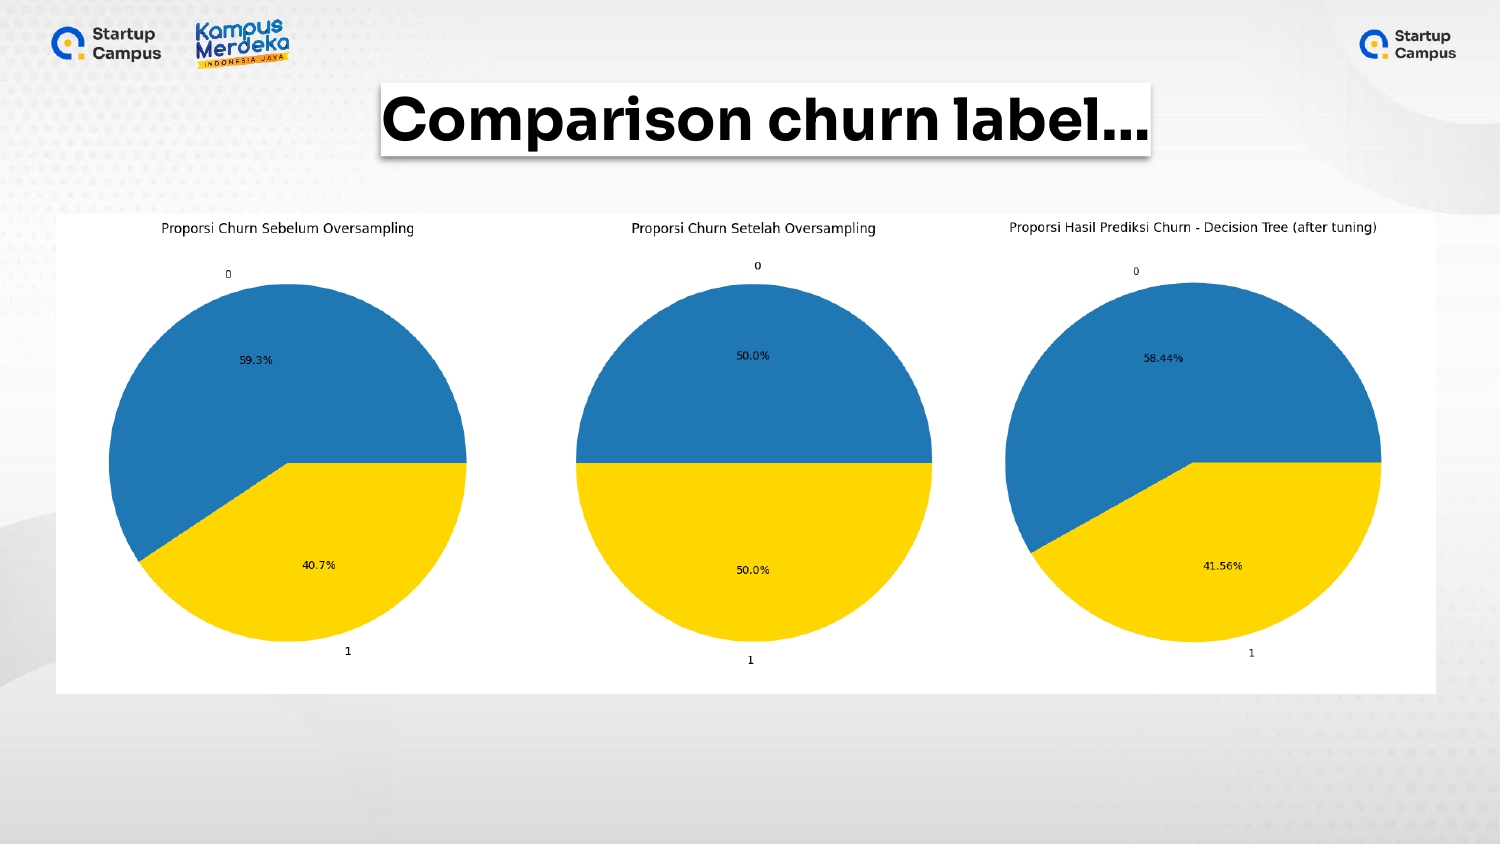 Startup
Campus
Kampus
Merdeka
INDONESIA JAYA
Startup
Campus
Comparison churn label...
Proporsi Churn Sebelum Oversampling
0
59.3%
40.7%
1
Proporsi Churn Setelah Oversampling
0
50.0%
50.0%
1
Proporsi Hasil Prediksi Churn - Decision Tree (after tuning)
0
58.44%
41.56%
1